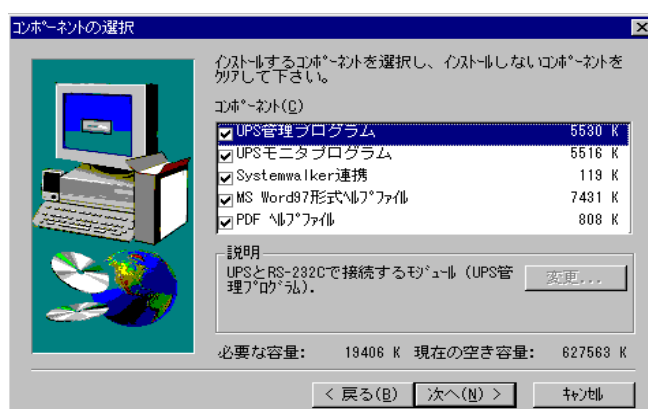 コンポーネントの選択
インストールするコンポーネントを選択し、インストールしないコンポーネントを
クリアして下さい。
コンポーネント(C)
UPS管理プログラム 5530 K
UPSモニタプログラム 5516 K
Systemwalker連携 119 K
MS Word97形式ヘルプファイル 7431 K
PDF ヘルプファイル 808 K
説明
UPSとRS-232Cで接続するモジュール (UPS管
理プログラム).
変更...
必要な容量: 19406 K 現在の空き容量: 627563 K
< 戻る(B) 次へ(N) > キャンセル